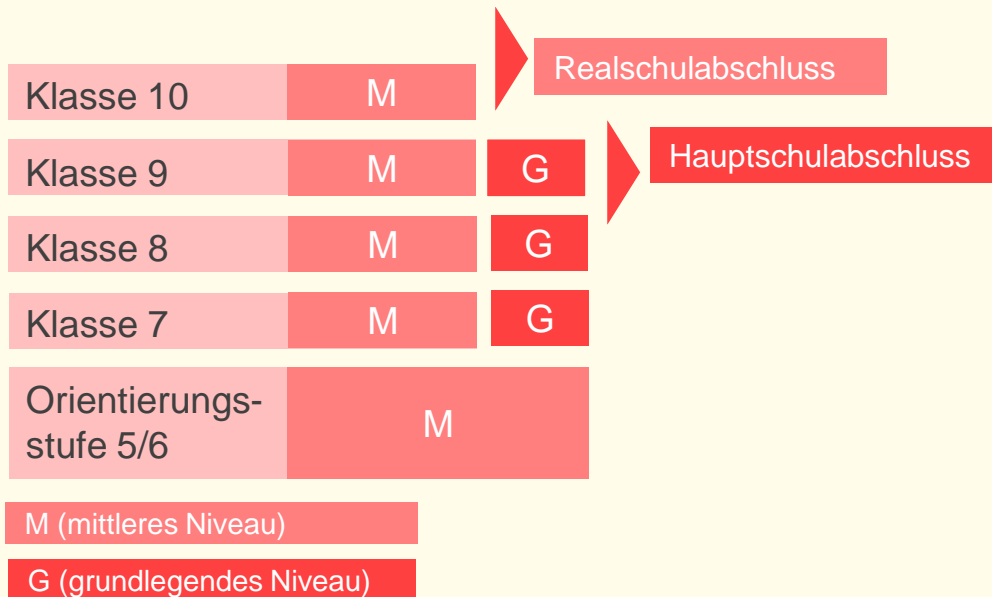 Realschulabschluss
Klasse 10 M
Hauptschulabschluss
Klasse 9 M G
Klasse 8 M G
Klasse 7 M G
Orientierungs-
stufe 5/6
M
M (mittleres Niveau)
G (grundlegendes Niveau)